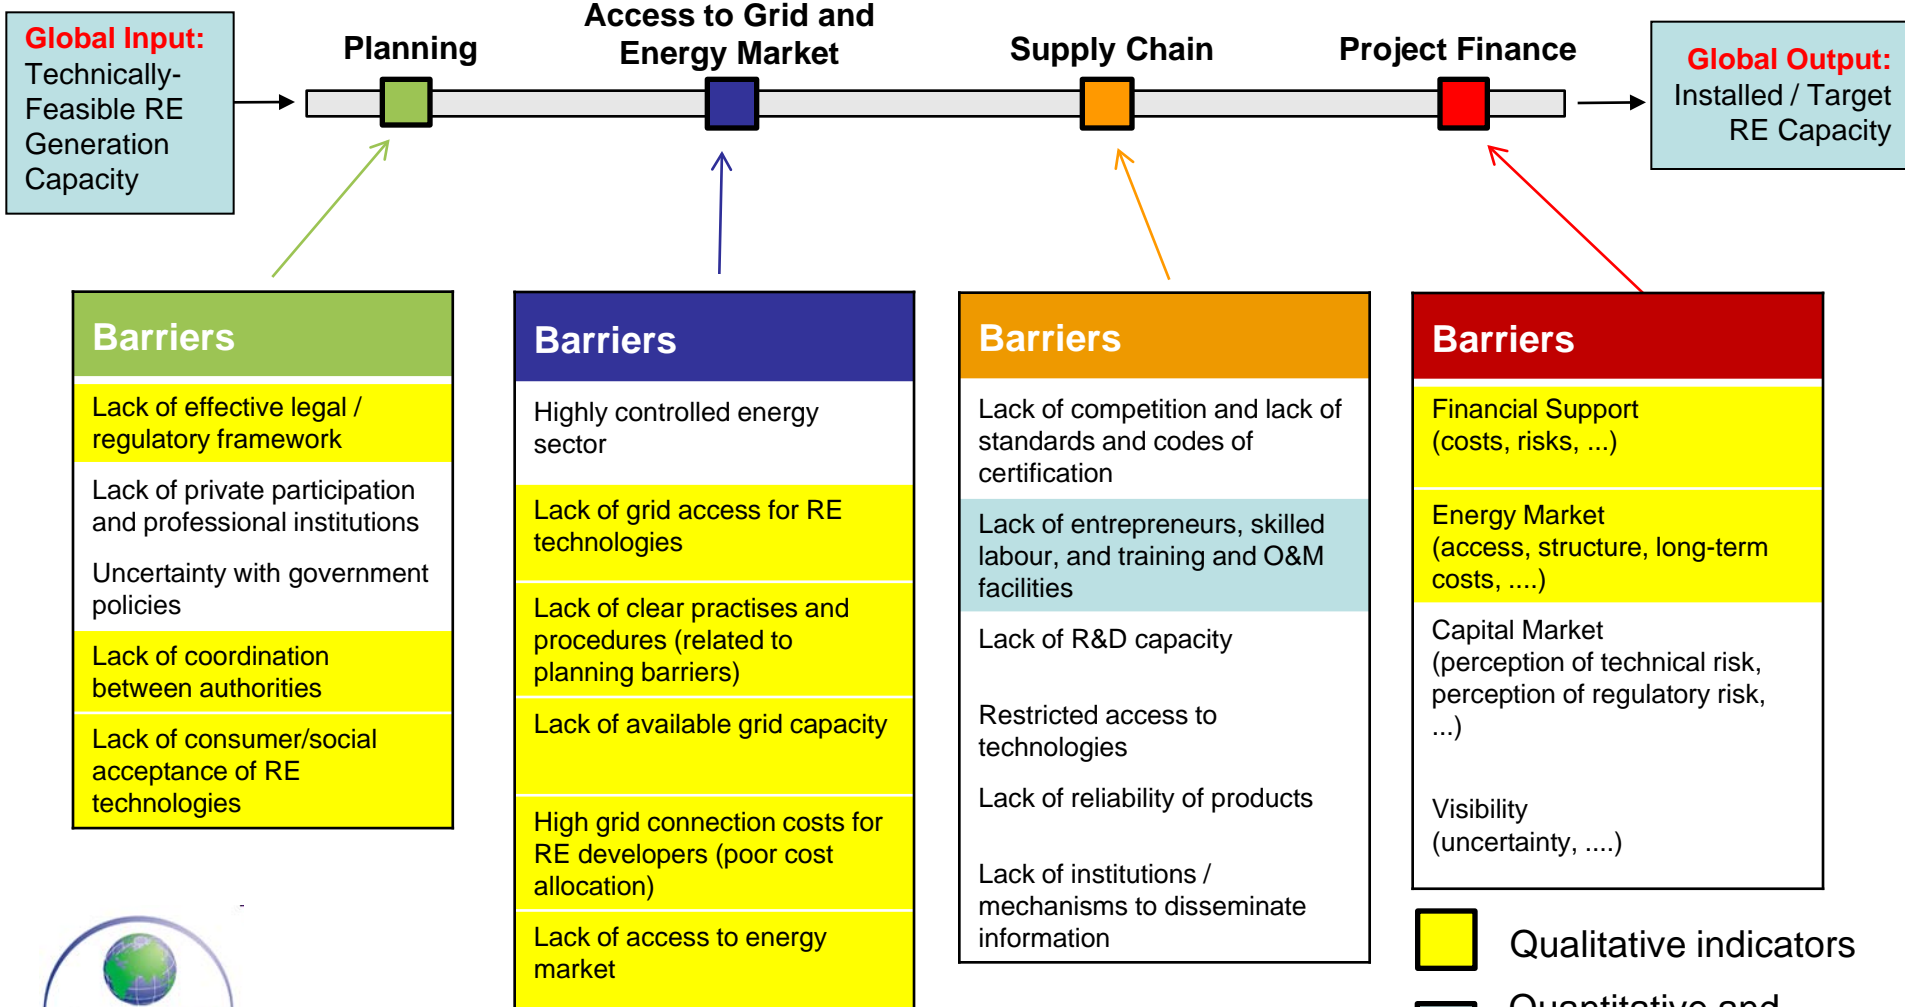 Global Input:
Technically-
Feasible RE
Generation
Capacity
Planning
Access to Grid and
Energy Market
Supply Chain
Project Finance
Global Output:
Installed / Target
RE Capacity
Barriers
Lack of effective legal /
regulatory framework
Lack of private participation
and professional institutions
Uncertainty with government
policies
Lack of coordination
between authorities
Lack of consumer/social
acceptance of RE
technologies
Barriers
Highly controlled energy
sector
Lack of grid access for RE
technologies
Lack of clear practises and
procedures (related to
planning barriers)
Lack of available grid capacity
High grid connection costs for
RE developers (poor cost
allocation)
Lack of access to energy
market
Barriers
Lack of competition and lack of
standards and codes of
certification
Lack of entrepreneurs, skilled
labour, and training and O&M
facilities
Lack of R&D capacity
Restricted access to
technologies
Lack of reliability of products
Lack of institutions /
mechanisms to disseminate
information
Barriers
Financial Support
(costs, risks, ...)
Energy Market
(access, structure, long-term
costs, ....)
Capital Market
(perception of technical risk,
perception of regulatory risk,
...)
Visibility
(uncertainty, ....)
Qualitative indicators
Quantitative and